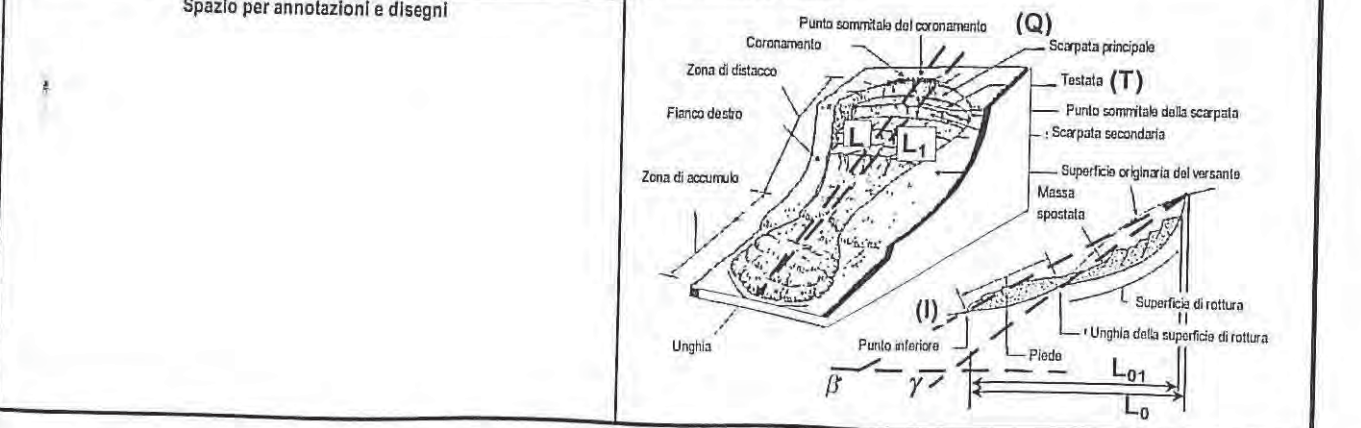 Spazio per annotazioni e disegni
Punto sommitale del coronamento (Q)
Coronamento
Scarpata principale
Zona di distacco
Testata (T)
Fianco destro
Punto sommitale della scarpata
Scarpata secondaria
L
L1
Zona di accumulo
Superficie originaria del versante
Massa
spostata
(I)
Superficie di rottura
Unghia della superficie di rottura
Unghia
Punto inferiore
Piede
β
γ
L01
L0